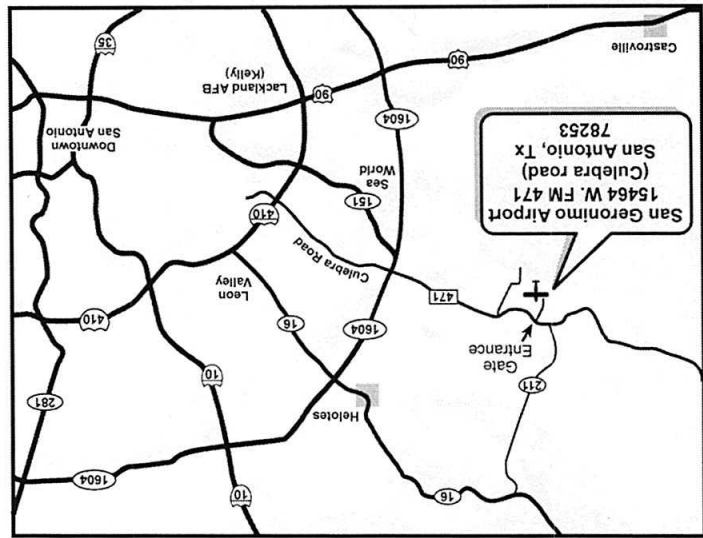 16
10
1604
281
Helotes
211
10
Gate
Entrance
1604
16
410
471
Leon
Valley
Culebra Road
410
San Geronimo Airport
15464 W. FM 471
(Culebra road)
San Antonio, Tx
78253
151
Sea
World
Downtown
San Antonio
1604
90
Lackland AFB
(Kelly)
90
35
Castroville